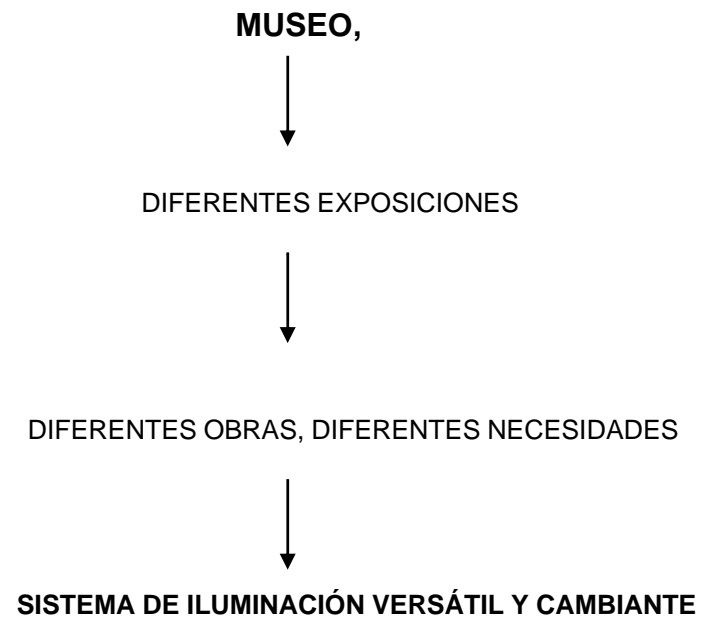 MUSEO,
DIFERENTES EXPOSICIONES
DIFERENTES OBRAS, DIFERENTES NECESIDADES
SISTEMA DE ILUMINACIÓN VERSÁTIL Y CAMBIANTE